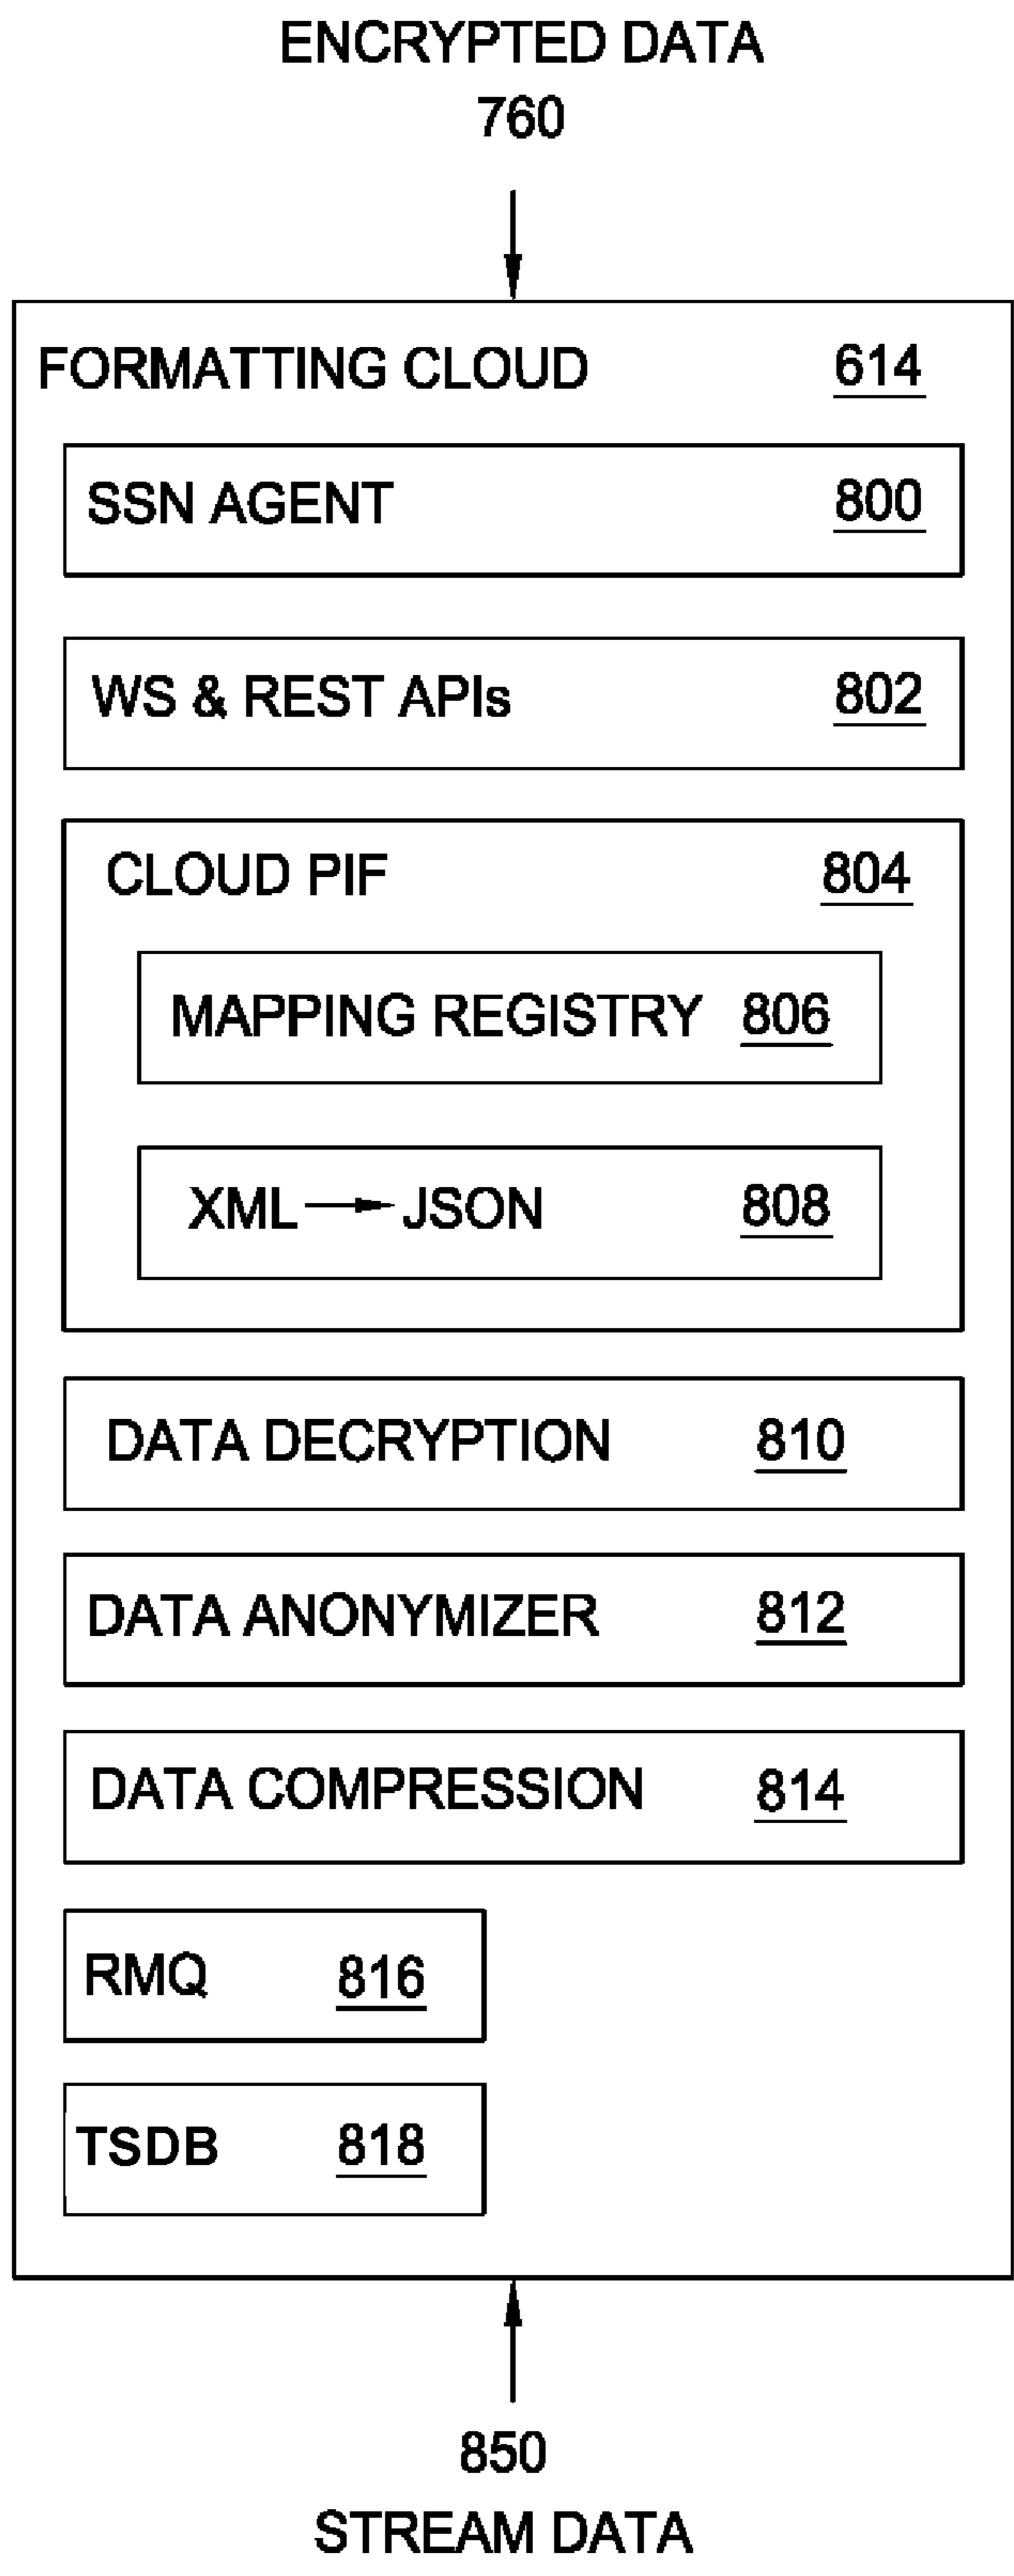 ENCRYPTED DATA
760
FORMATTING CLOUD 614
SSN AGENT 800
WS & REST APIs 802
CLOUD PIF 804
MAPPING REGISTRY 806
XML → JSON 808
DATA DECRYPTION 810
DATA ANONYMIZER 812
DATA COMPRESSION 814
RMQ 816
TSDB 818
850
STREAM DATA